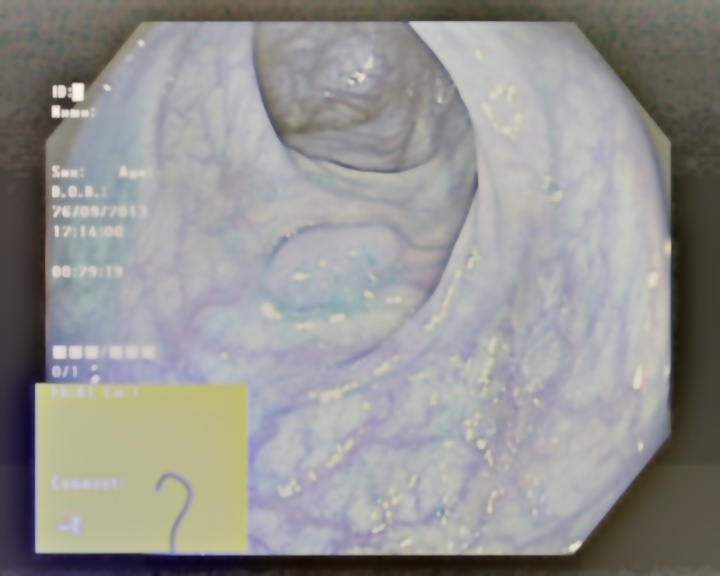 ID:
Name:
Sex: Age:
D.O.B.:
26/09/2013
17:14:00
00:29:19
0/1
Comment: